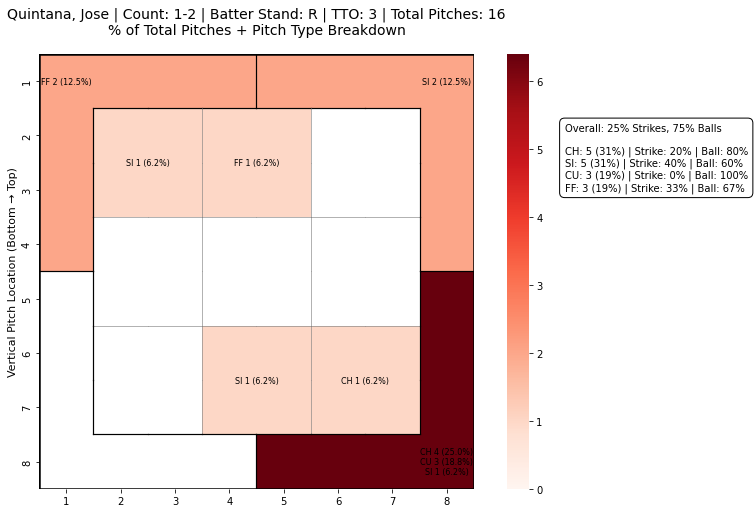 Quintana, Jose | Count: 1-2 | Batter Stand: R | TTO: 3 | Total Pitches: 16
% of Total Pitches + Pitch Type Breakdown
FF 2 (12.5%)
SI 2 (12.5%)
SI 1 (6.2%)
FF 1 (6.2%)
SI 1 (6.2%)
CH 1 (6.2%)
CH 4 (25.0%)
CU 3 (18.8%)
SI 1 (6.2%)
Vertical Pitch Location (Bottom → Top)
1
2
3
4
5
6
7
8
1
2
3
4
5
6
7
8
6
5
4
3
2
1
0
Overall: 25% Strikes, 75% Balls
CH: 5 (31%) | Strike: 20% | Ball: 80%
SI: 5 (31%) | Strike: 40% | Ball: 60%
CU: 3 (19%) | Strike: 0% | Ball: 100%
FF: 3 (19%) | Strike: 33% | Ball: 67%